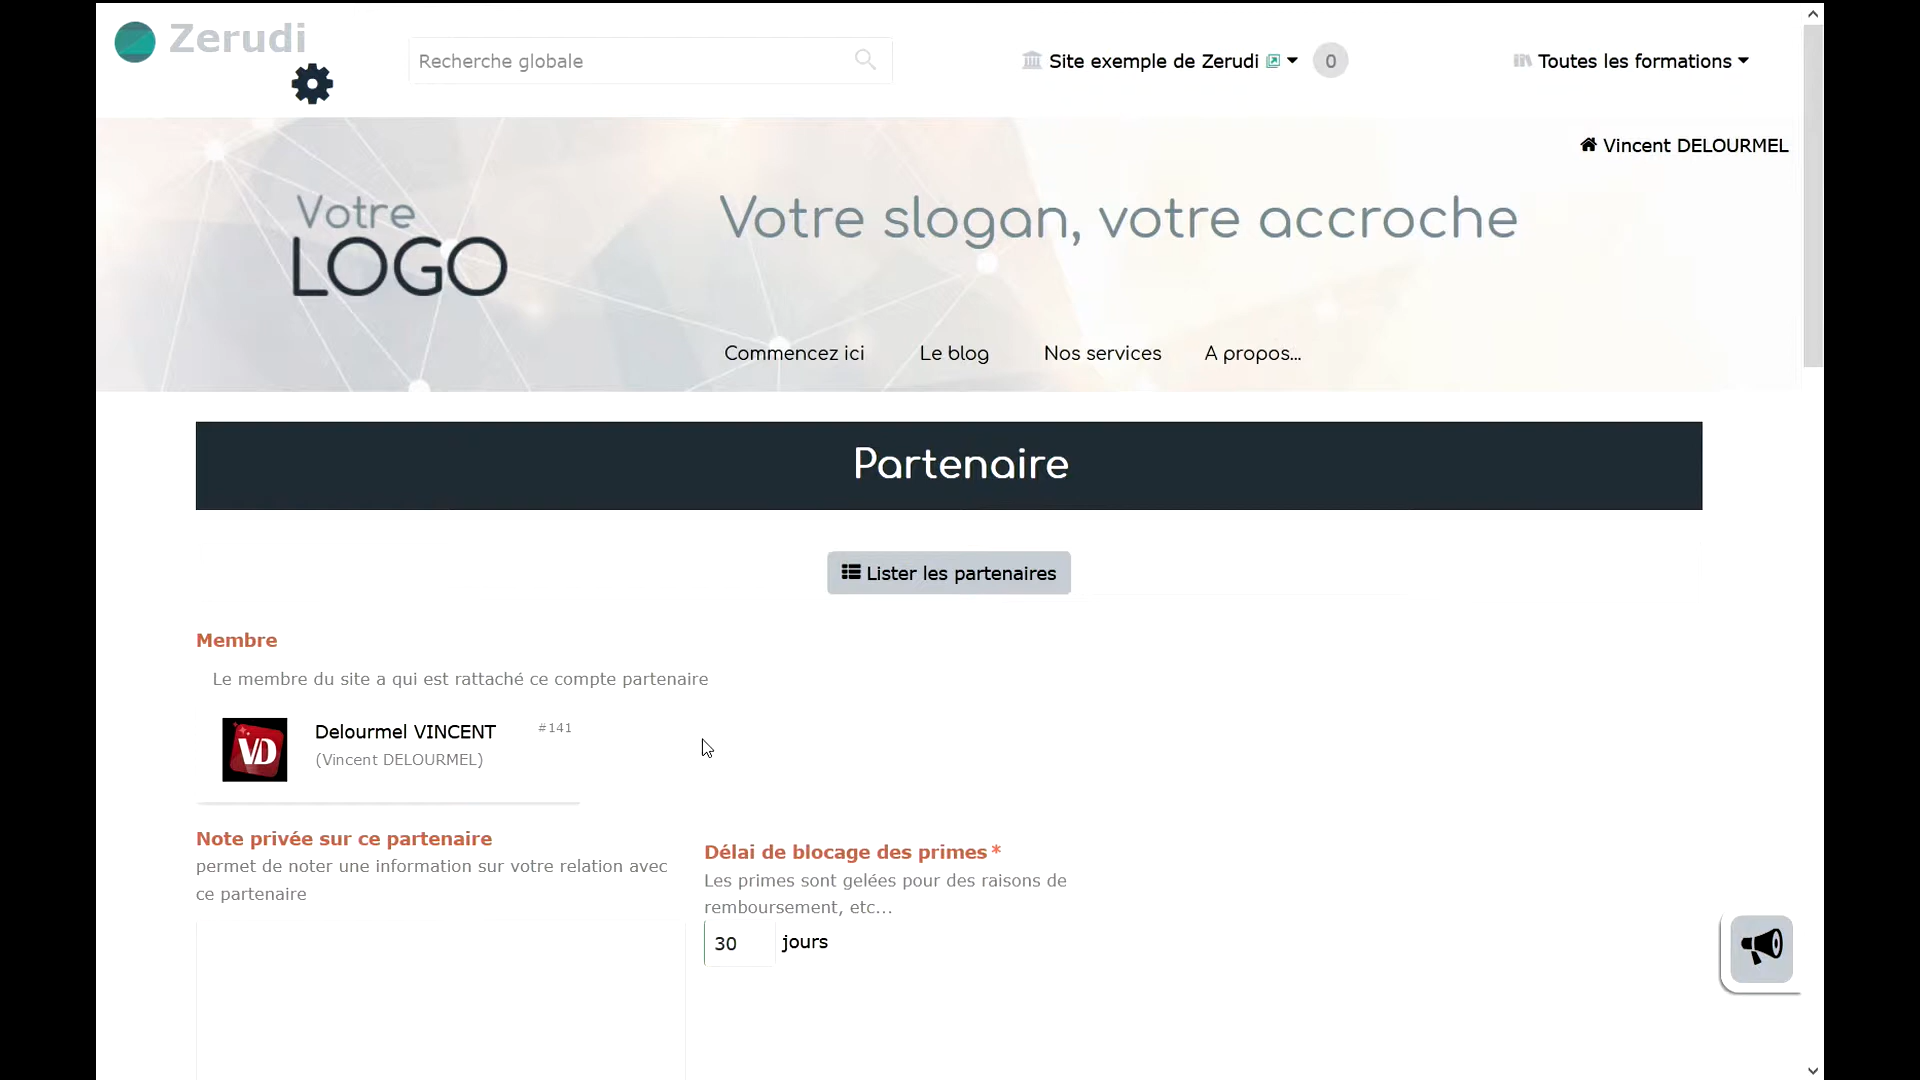 Zerudi
Recherche globale
Site exemple de Zerudi
0
Toutes les formations
Vincent DELOURMEL
Votre
LOGO
Votre slogan, votre accroche
Commencez ici
Le blog
Nos services
A propos...
Partenaire
Lister les partenaires
Membre
Le membre du site a qui est rattaché ce compte partenaire
VD
Delourmel VINCENT
#141
(Vincent DELOURMEL)
Note privée sur ce partenaire
permet de noter une information sur votre relation avec
ce partenaire
Délai de blocage des primes*
Les primes sont gelées pour des raisons de
remboursement, etc...
30 jours